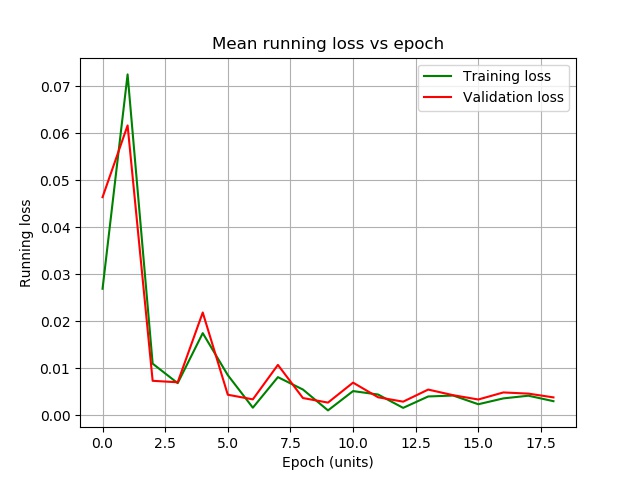 Mean running loss vs epoch
Training loss
Validation loss
0.07
0.06
0.05
0.04
0.03
0.02
0.01
0.00
Running loss
0.0 2.5 5.0 7.5 10.0 12.5 15.0 17.5
Epoch (units)